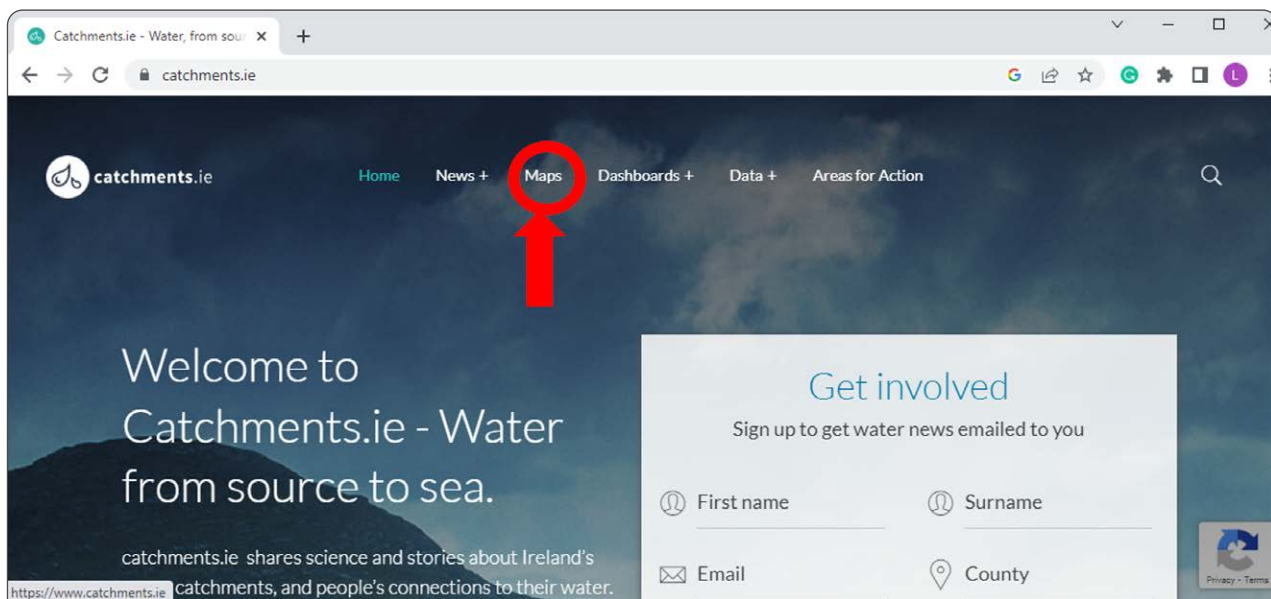 Catchments.ie - Water, from sour
catchments.ie
catchments.ie
Home News + Maps Dashboards + Data + Areas for Action
Welcome to
Catchments.ie - Water
from source to sea.
catchments.ie shares science and stories about Ireland's
catchments, and people's connections to their water.
Get involved
Sign up to get water news emailed to you
First name
Surname
Email
County
Privacy - Terms
https://www.catchments.ie
G
L